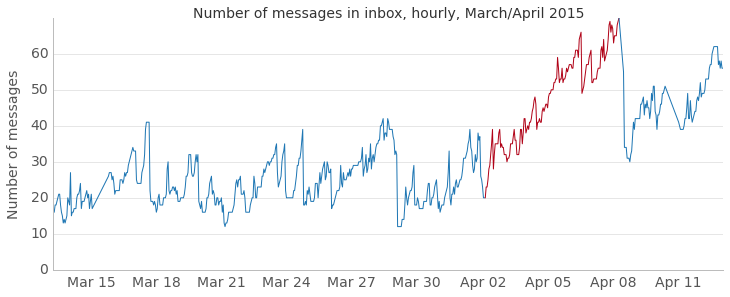 Number of messages in inbox, hourly, March/April 2015
Number of messages
60
50
40
30
20
10
0
Mar 15 Mar 18 Mar 21 Mar 24 Mar 27 Mar 30 Apr 02 Apr 05 Apr 08 Apr 11